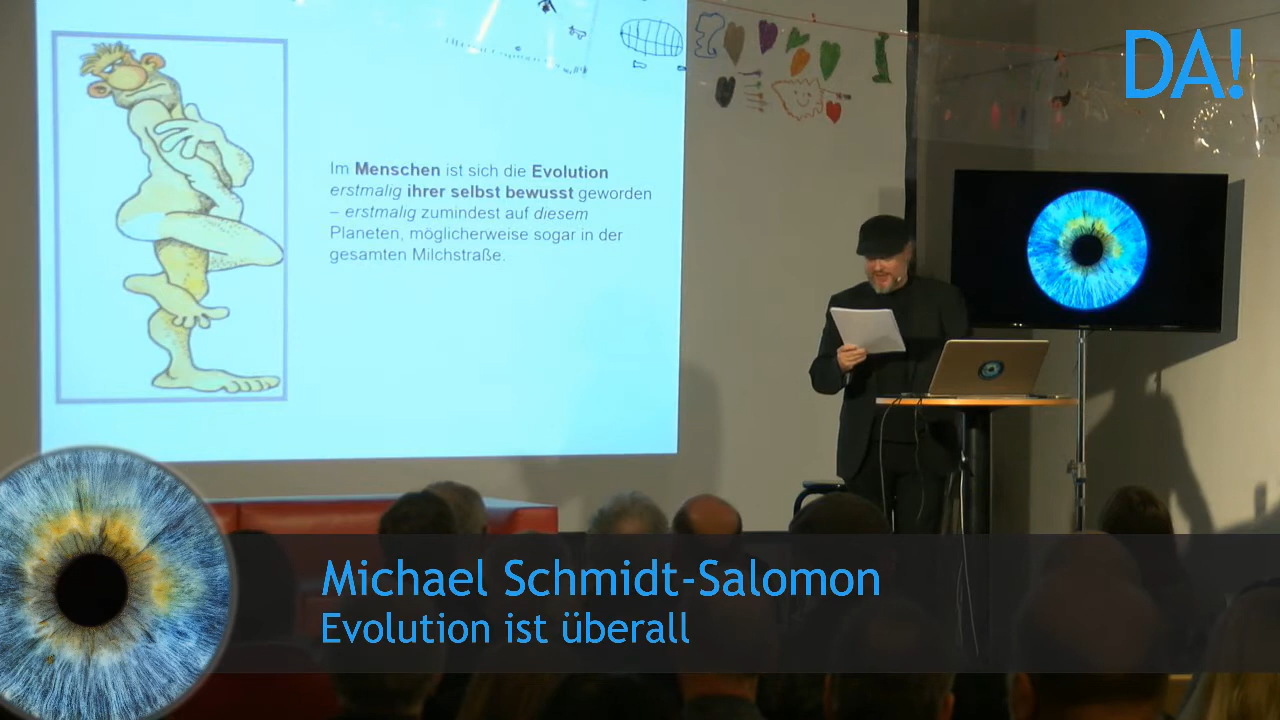 DA!
Im Menschen ist sich die Evolution
erstmalig ihrer selbst bewusst geworden
– erstmalig zumindest auf diesem
Planeten, möglicherweise sogar in der
gesamten Milchstraße.
Michael Schmidt-Salomon
Evolution ist überall